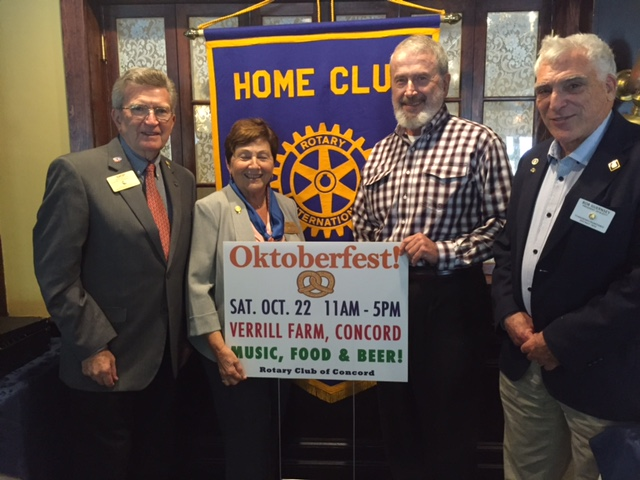 HOME CLU
ROTARY
INTERNATIONAL
Oktoberfest!
SAT. OCT. 22 11AM - 5PM
VERRILL FARM, CONCORD
MUSIC, FOOD & BEER!
Rotary Club of Concord